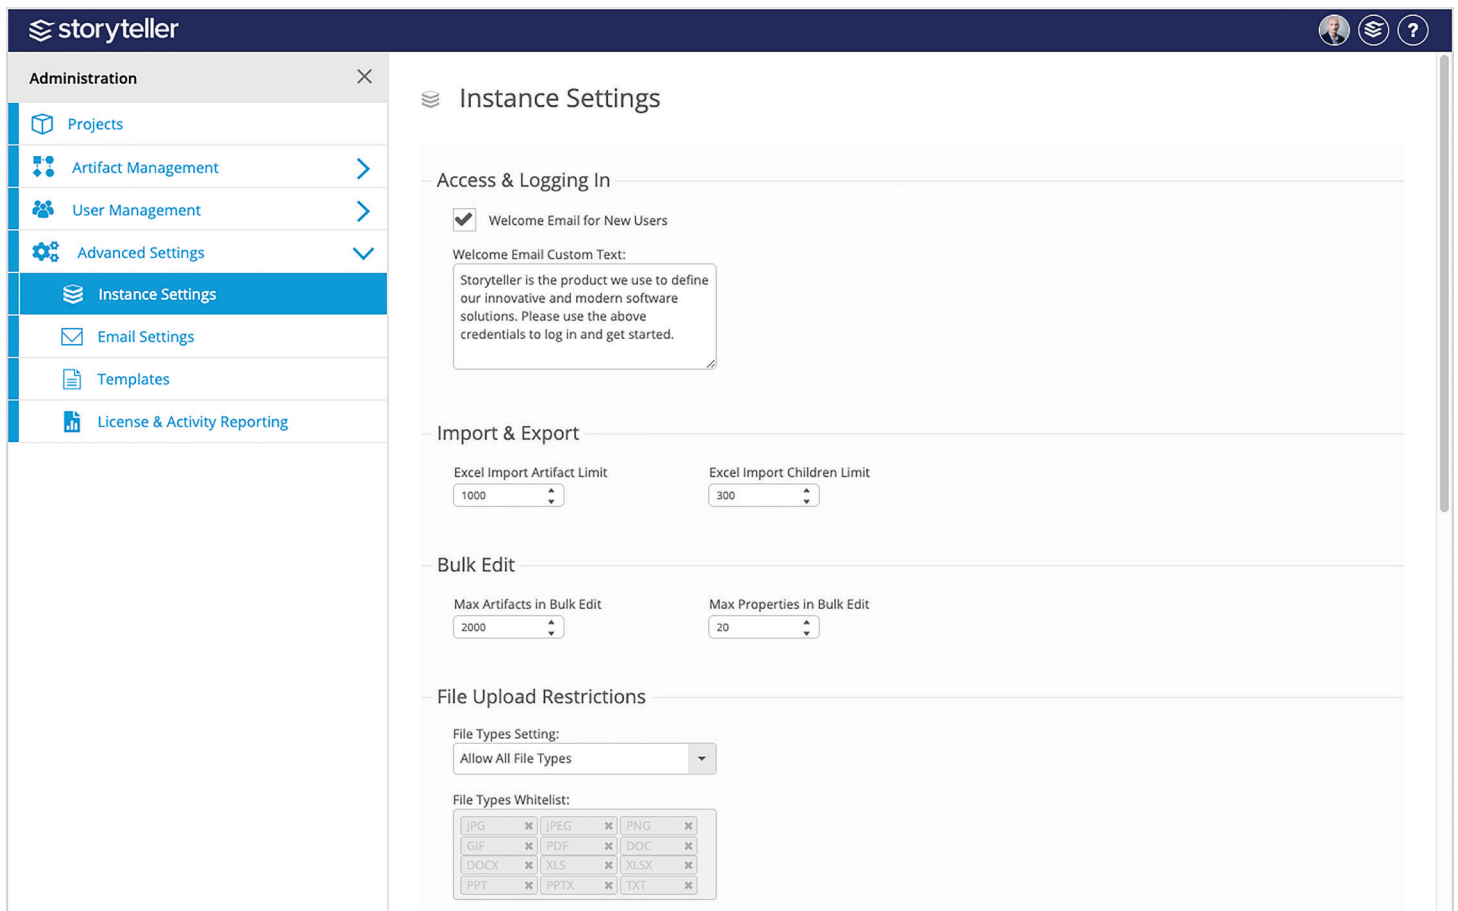 storyteller
?
Administration
Projects
Artifact Management
User Management
Advanced Settings
Instance Settings
Email Settings
Templates
License & Activity Reporting
Instance Settings
Access & Logging In
Welcome Email for New Users
Welcome Email Custom Text:
Storyteller is the product we use to define
our innovative and modern software
solutions. Please use the above
credentials to log in and get started.
Import & Export
Excel Import Artifact Limit
1000
Excel Import Children Limit
300
Bulk Edit
Max Artifacts in Bulk Edit
2000
Max Properties in Bulk Edit
20
File Upload Restrictions
File Types Setting:
Allow All File Types
File Types Whitelist:
JPG JPEG PNG
GIF PDF DOC
DOCX XLS XLSX
PPT PPTX TXT